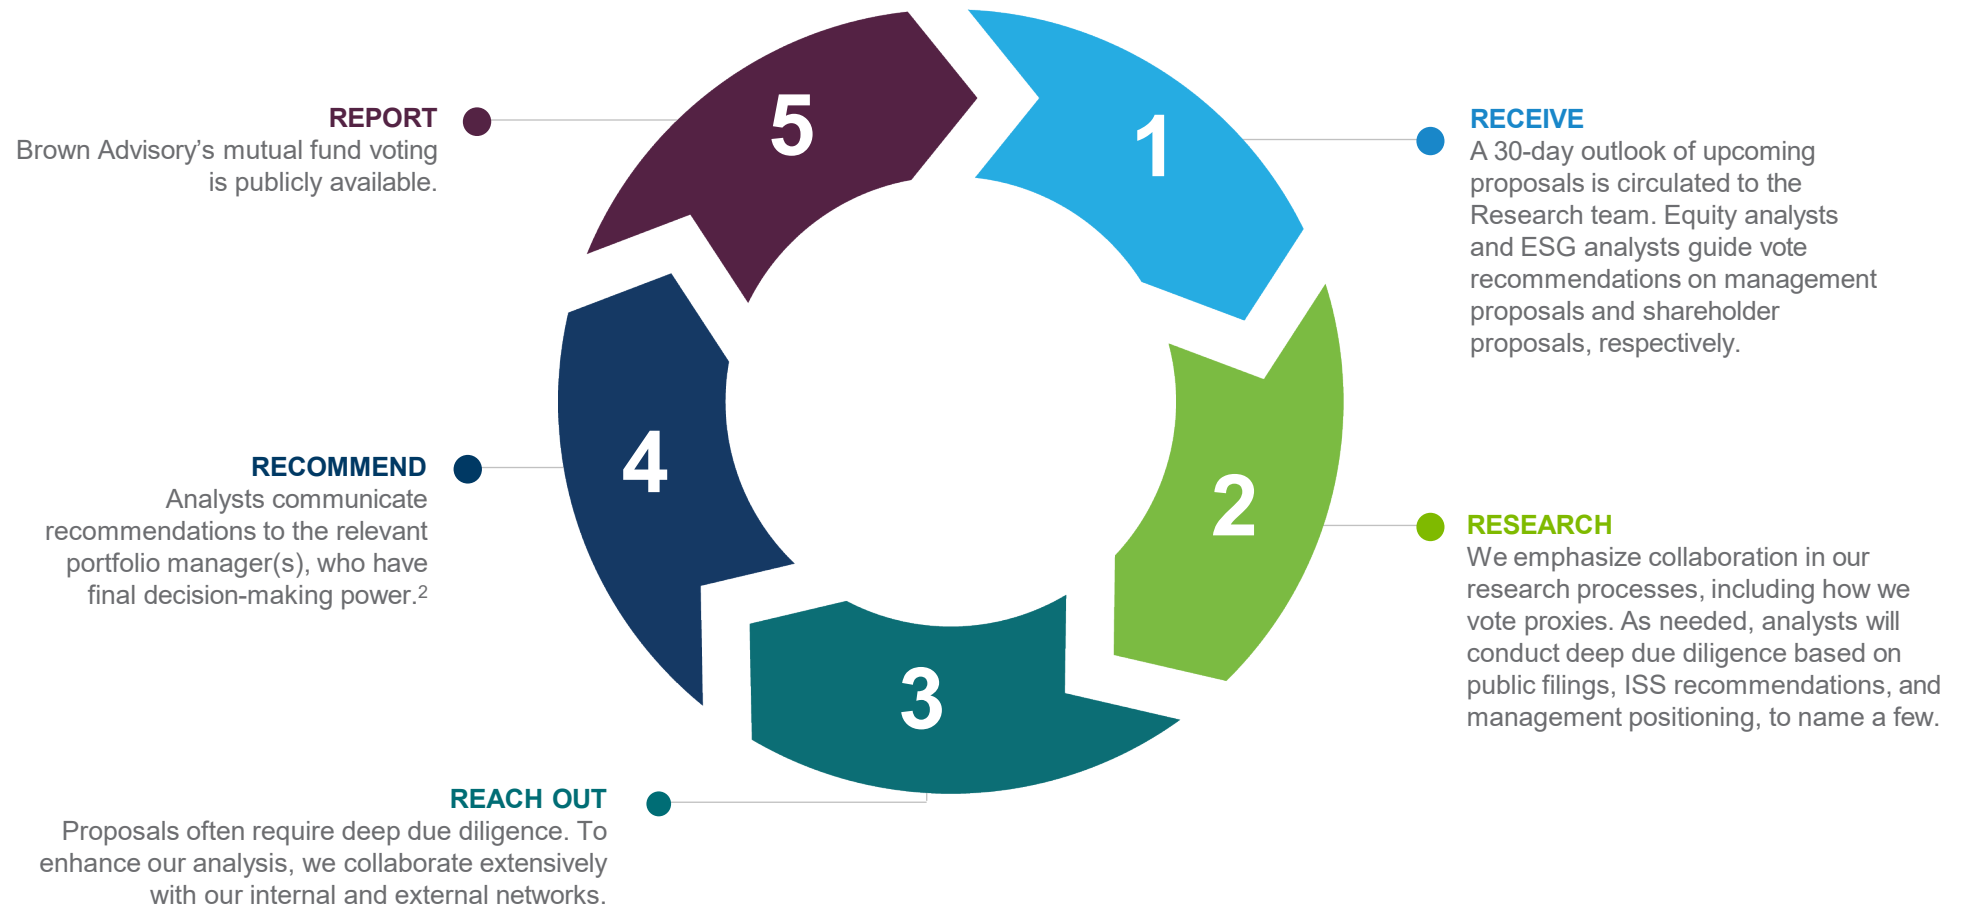 5
1
2
3
4
RECEIVE
A 30-day outlook of upcoming
proposals is circulated to the
Research team. Equity analysts
and ESG analysts guide vote
recommendations on management
proposals and shareholder
proposals, respectively.
RESEARCH
We emphasize collaboration in our
research processes, including how we
vote proxies. As needed, analysts will
conduct deep due diligence based on
public filings, ISS recommendations, and
management positioning, to name a few.
REACH OUT
Proposals often require deep due diligence. To
enhance our analysis, we collaborate extensively
with our internal and external networks.
RECOMMEND
Analysts communicate
recommendations to the relevant
portfolio manager(s), who have
final decision-making power.2
REPORT
Brown Advisory’s mutual fund voting
is publicly available.